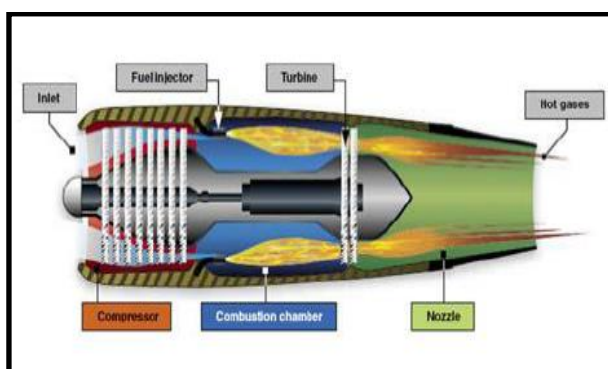 Fuel injector
Turbine
Inlet
Hot gases
Compressor
Combustion chamber
Nozzle